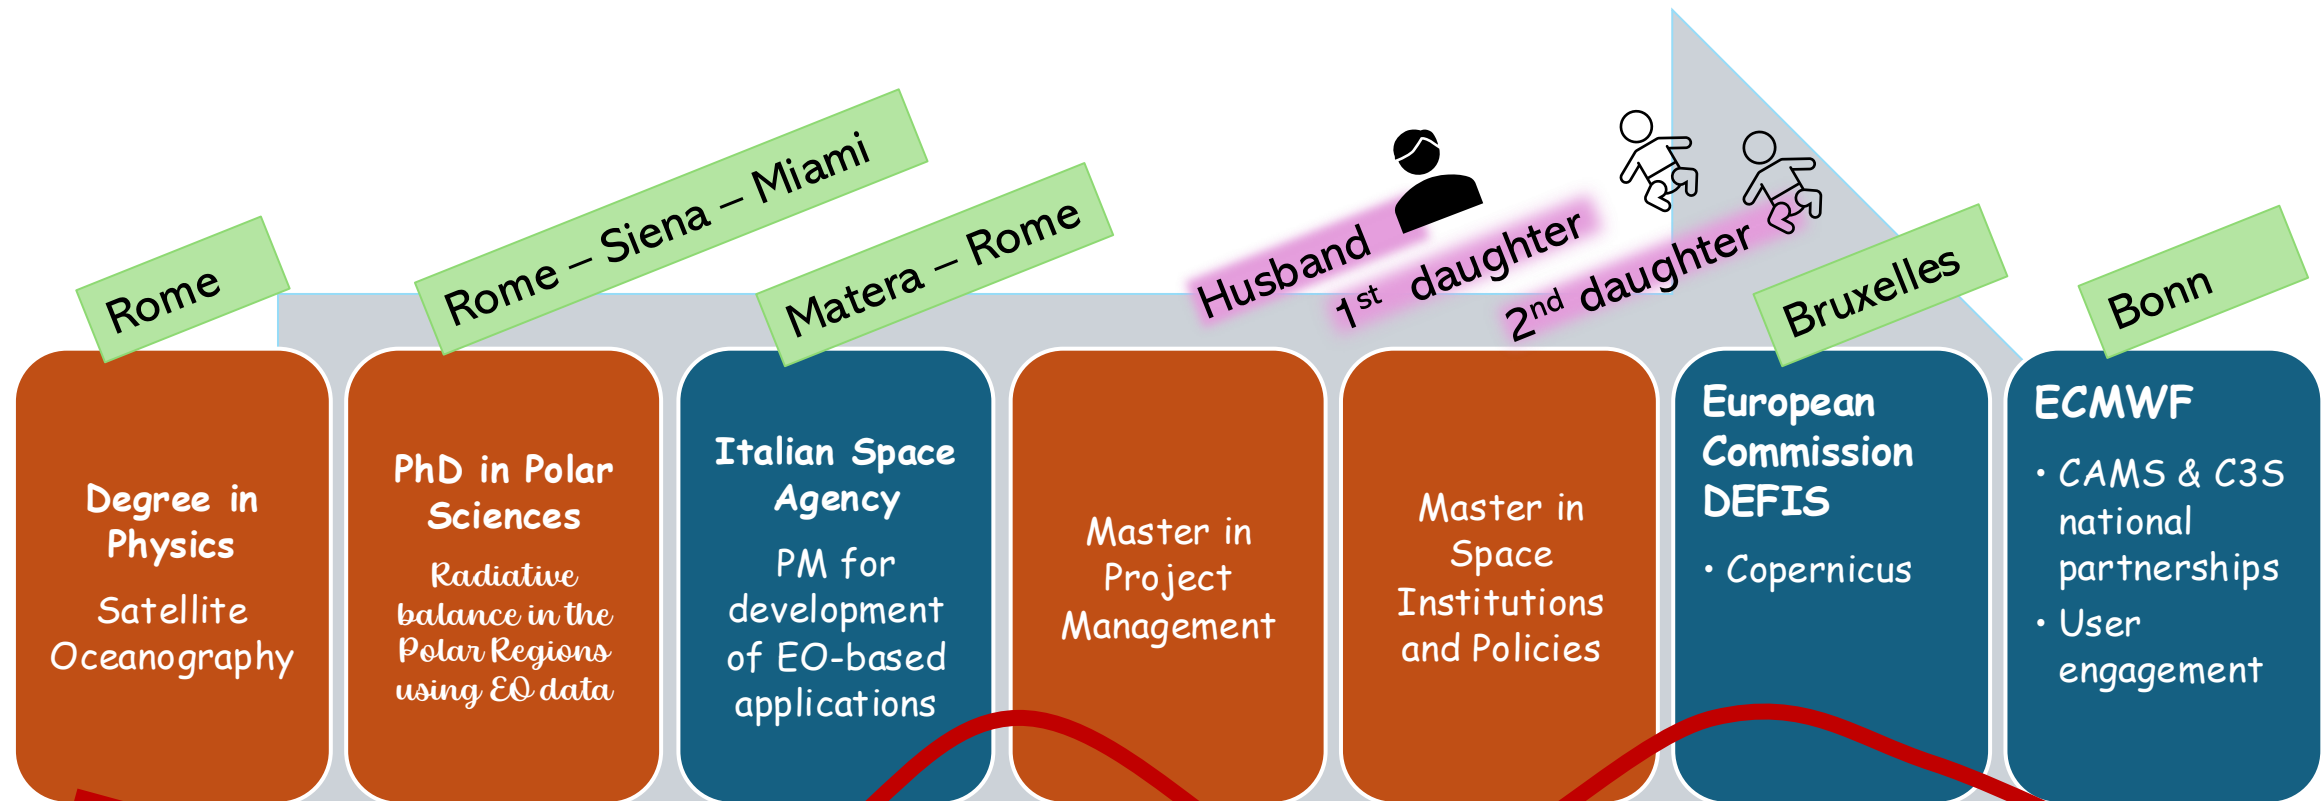 Rome
Rome – Siena – Miami
Matera – Rome
Husband
1st daughter
2nd daughter
Bruxelles
Bonn
Degree in
Physics
Satellite
Oceanography
PhD in Polar
Sciences
Radiative
balance in the
Polar Regions
using EO data
Italian Space
Agency
PM for
development
of EO-based
applications
Master in
Project
Management
Master in
Space
Institutions
and Policies
European
Commission
DEFIS
• Copernicus
ECMWF
• CAMS & C3S
national
partnerships
• User
engagement